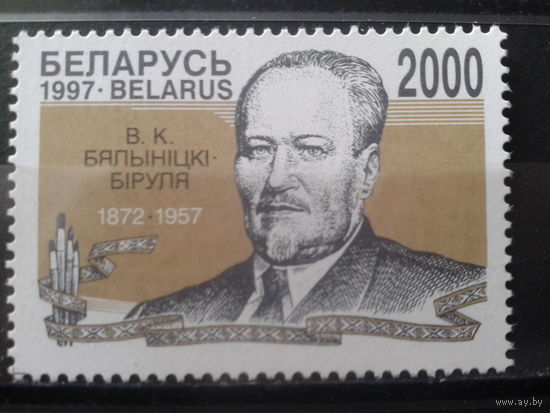 БЕЛАРУСЬ 2000
1997·BELARUS
В. К.
БЯЛЫНІЦКІ-
БІРУЛЯ
1872·1957
www.ay.by